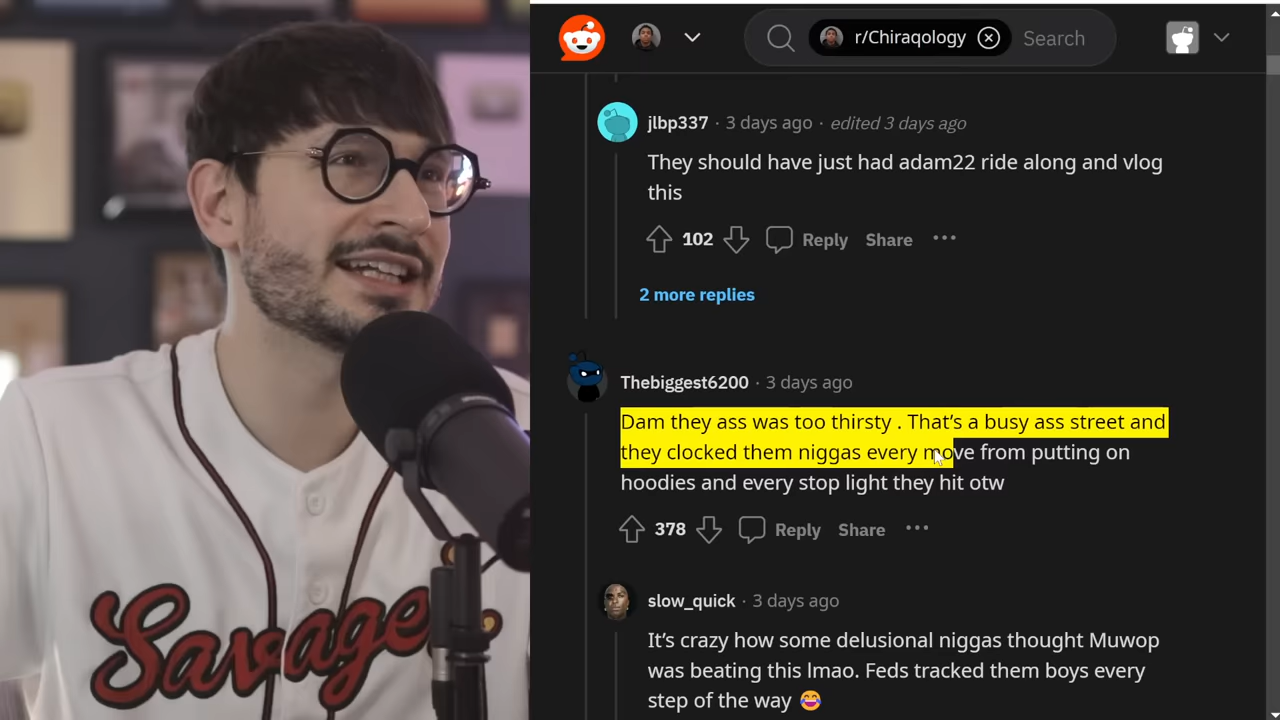 Savage
r/Chiraqology
Search
jlbp337 · 3 days ago · edited 3 days ago
They should have just had adam22 ride along and vlog
this
102
Reply
Share
2 more replies
Thebiggest6200 · 3 days ago
Dam they ass was too thirsty . That’s a busy ass street and
they clocked them niggas every move from putting on
hoodies and every stop light they hit otw
378
Reply
Share
slow_quick · 3 days ago
It’s crazy how some delusional niggas thought Muwop
was beating this lmao. Feds tracked them boys every
step of the way 😂